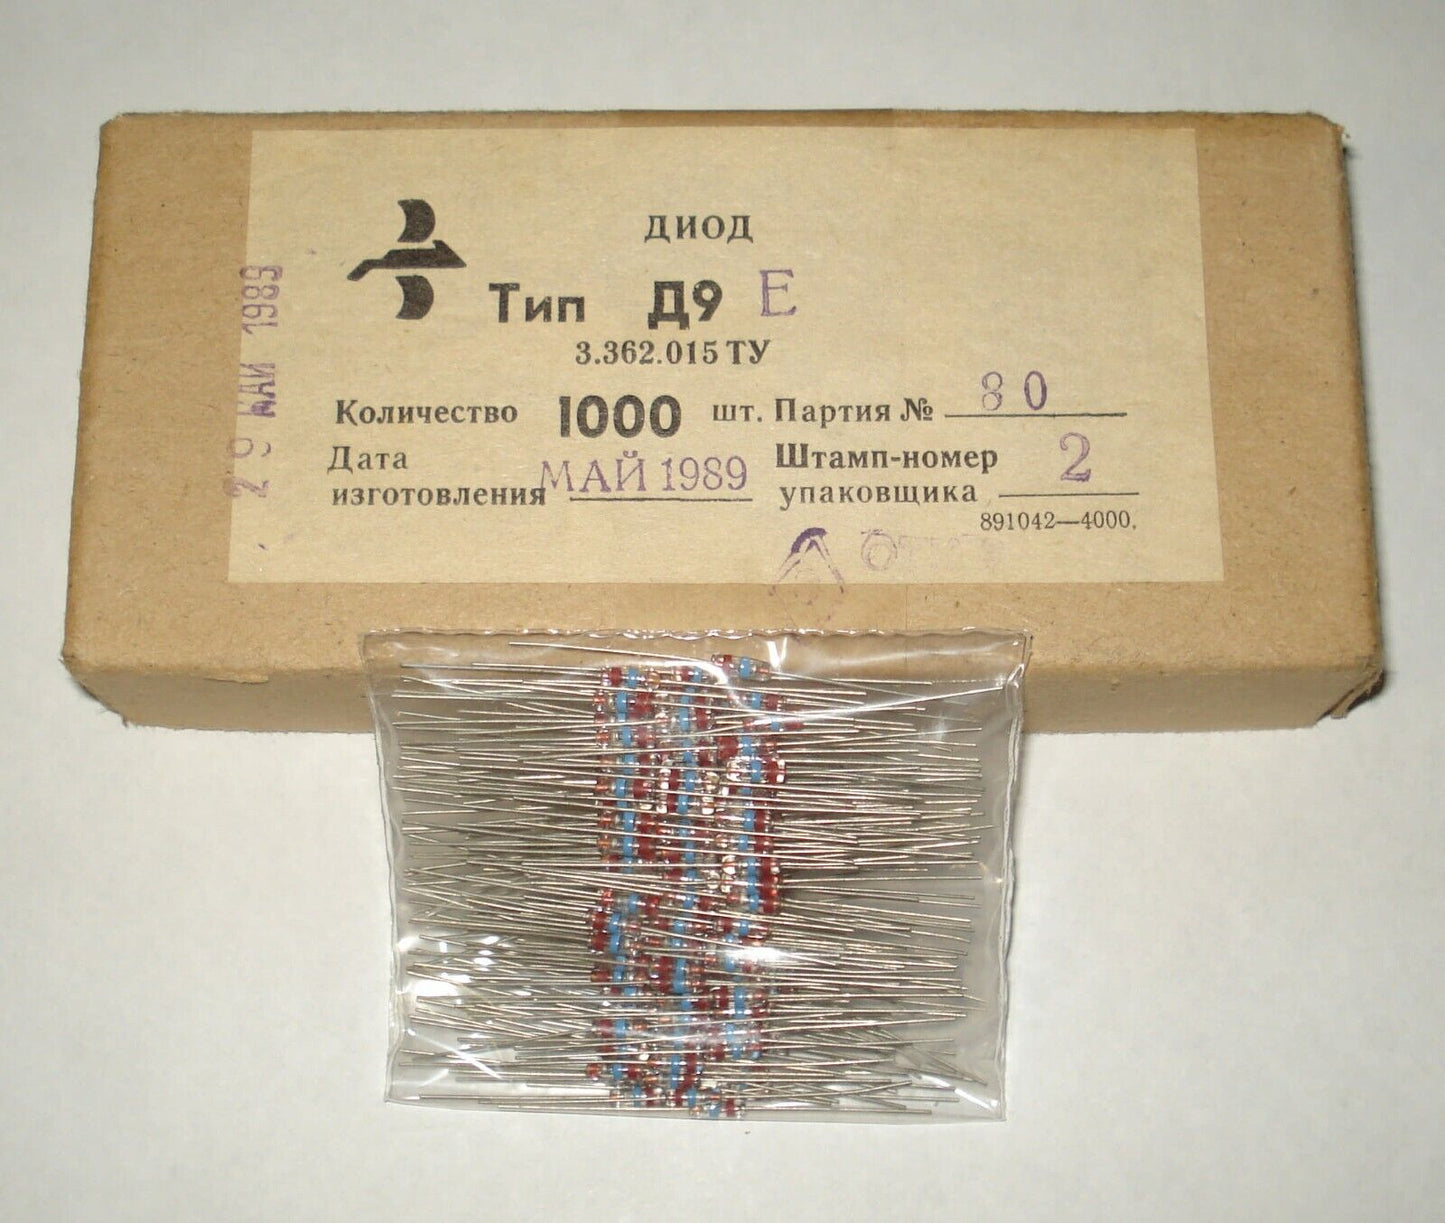 ДИОД
Тип Д9 Е
3.362.015 ТУ
Количество 1000 шт. Партия № 80
Дата
изготовления МАЙ 1989
Штамп-номер
упаковщика 2
891042—4000.
29 МАЙ 1989